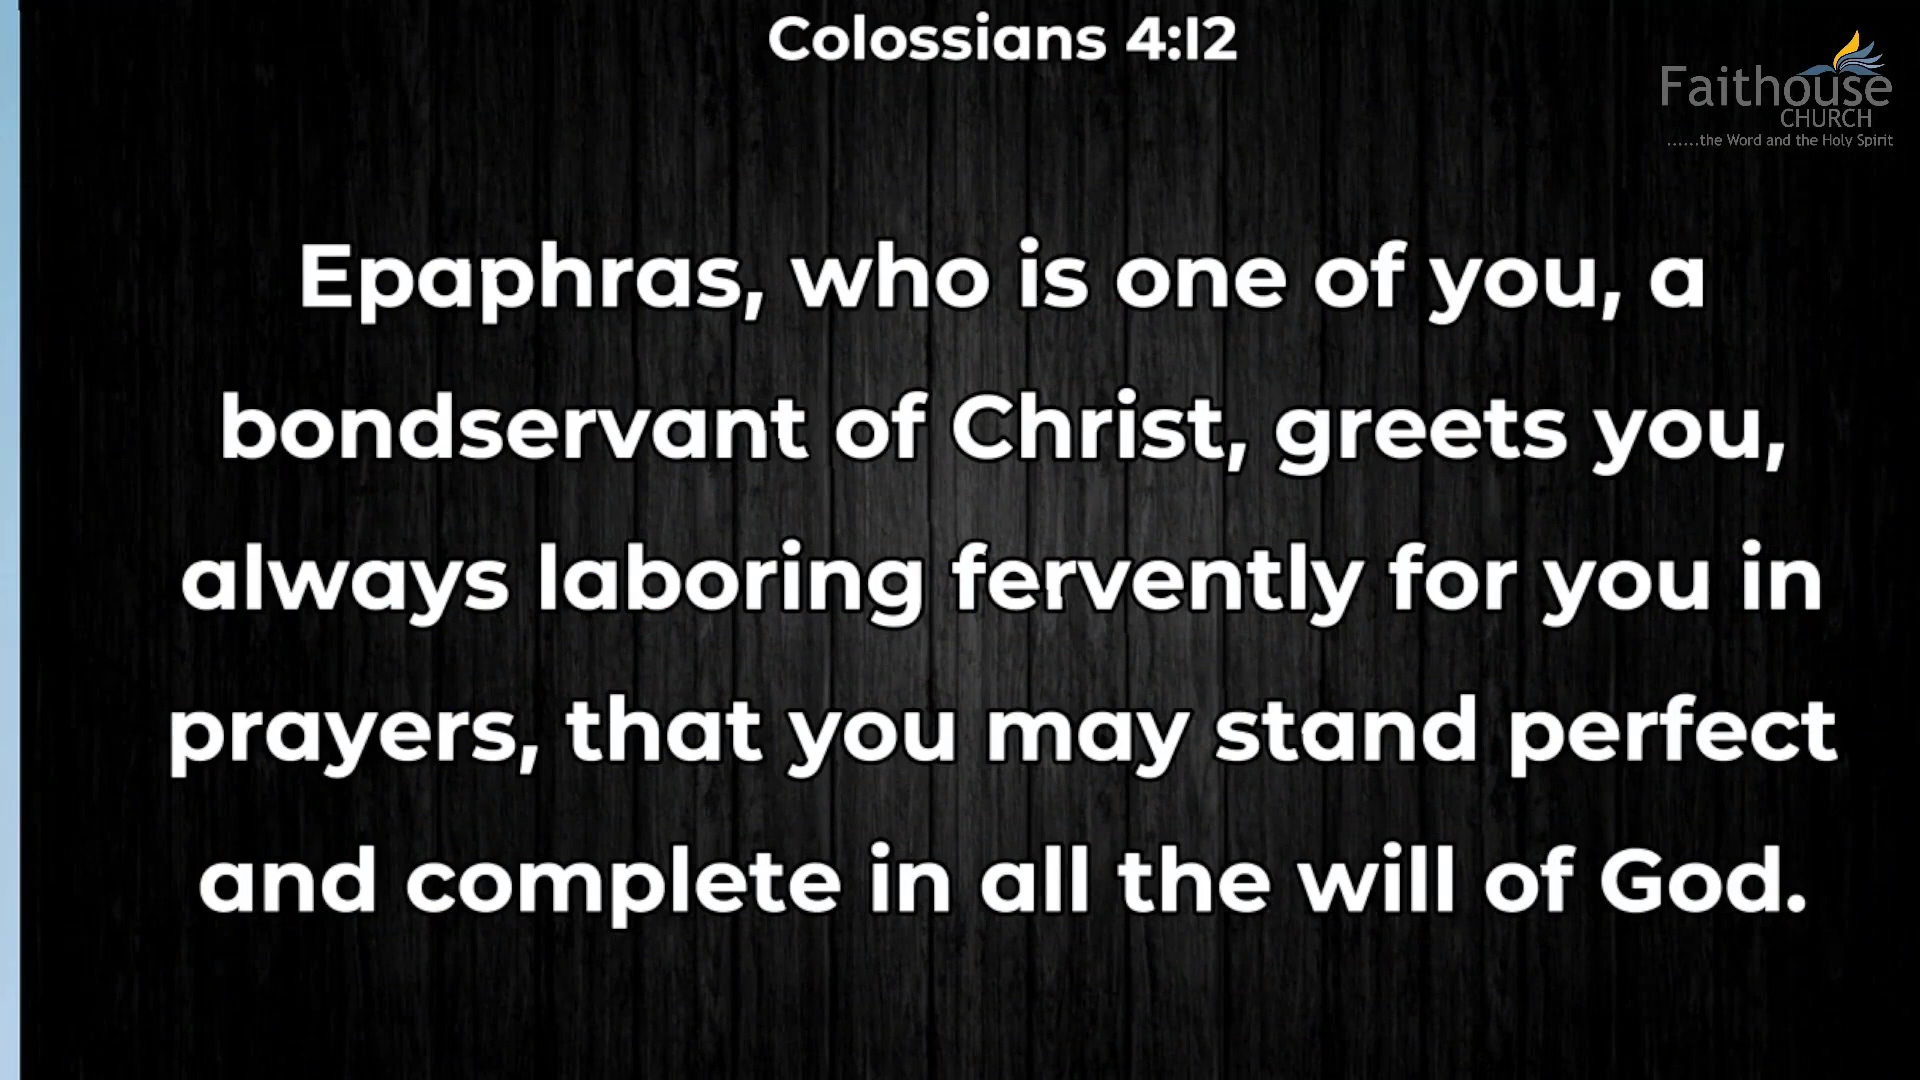 Colossians 4:12
Faithouse
CHURCH
......the Word and the Holy Spirit
Epaphras, who is one of you, a
bondservant of Christ, greets you,
always laboring fervently for you in
prayers, that you may stand perfect
and complete in all the will of God.